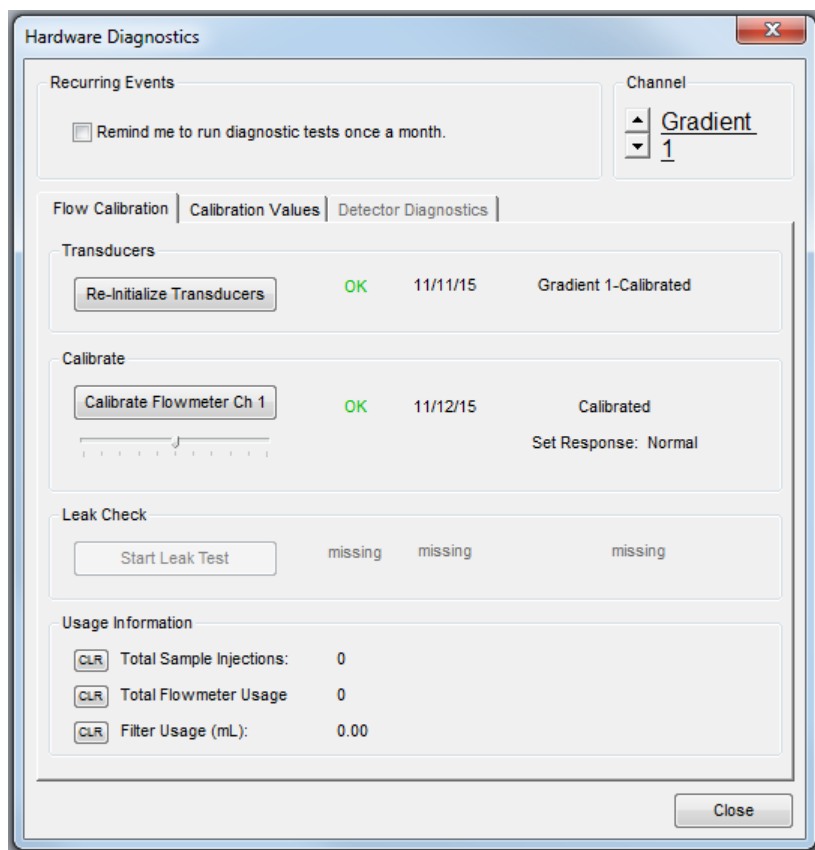 Hardware Diagnostics
Recurring Events
Remind me to run diagnostic tests once a month.
Channel
Gradient
1
Flow Calibration Calibration Values Detector Diagnostics
Transducers
Re-Initialize Transducers OK 11/11/15 Gradient 1-Calibrated
Calibrate
Calibrate Flowmeter Ch 1 OK 11/12/15 Calibrated
Set Response: Normal
Leak Check
Start Leak Test missing missing missing
Usage Information
CLR Total Sample Injections: 0
CLR Total Flowmeter Usage 0
CLR Filter Usage (mL): 0.00
Close